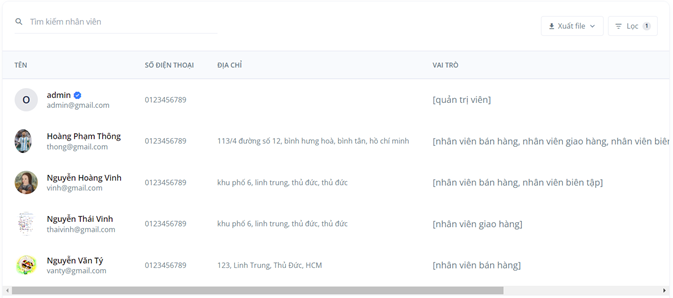 Tìm kiếm nhân viên
Xuất file
Lọc 1
TÊN SỐ ĐIỆN THOẠI ĐỊA CHỈ VAI TRÒ
O admin 0123456789 [quản trị viên]
admin@gmail.com
Hoàng Phạm Thông 0123456789 113/4 đường số 12, bình hưng hoà, bình tân, hồ chí minh [nhân viên bán hàng, nhân viên giao hàng, nhân viên biên
thong@gmail.com
Nguyễn Hoàng Vinh 0123456789 khu phố 6, linh trung, thủ đức, thủ đức [nhân viên bán hàng, nhân viên biên tập]
vinh@gmail.com
Nguyễn Thái Vinh 0123456789 khu phố 6, linh trung, thủ đức, thủ đức [nhân viên giao hàng]
thaivinh@gmail.com
Nguyễn Văn Tý 0123456789 123, Linh Trung, Thủ Đức, HCM [nhân viên bán hàng]
vanty@gmail.com